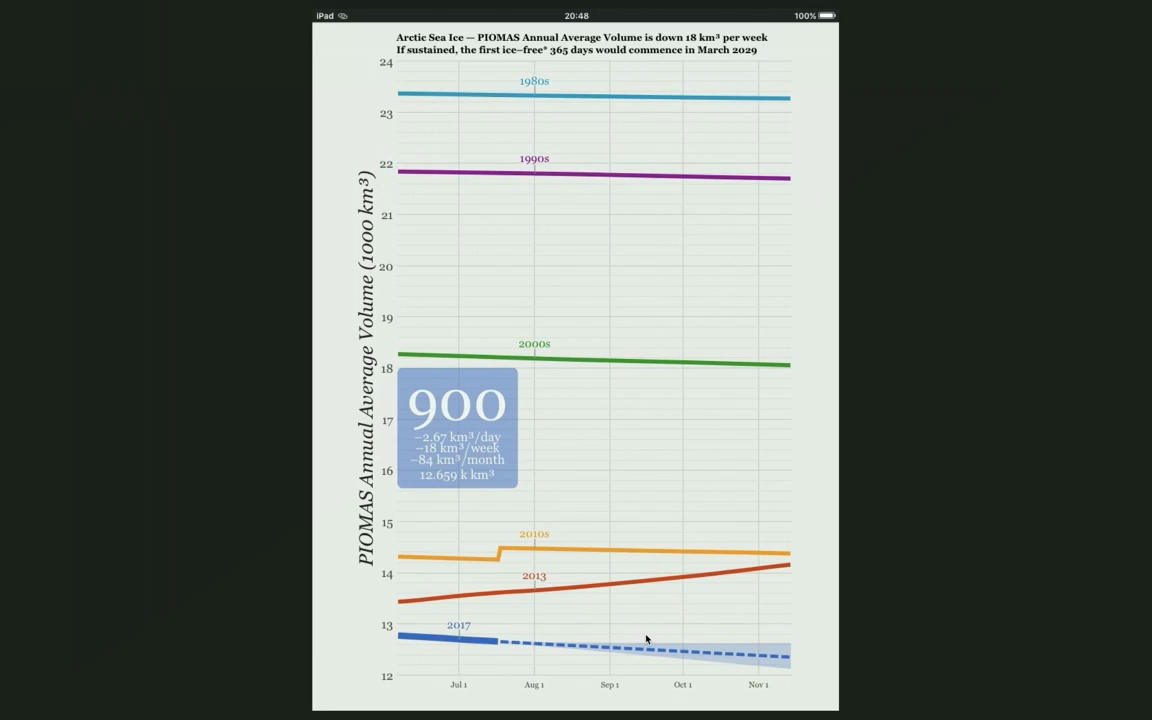 iPad
20:48
100%
Arctic Sea Ice — PIOMAS Annual Average Volume is down 18 km³ per week
If sustained, the first ice–free* 365 days would commence in March 2029
PIOMAS Annual Average Volume (1000 km³)
24
23
22
21
20
19
18
17
16
15
14
13
12
1980s
1990s
2000s
900
−2.67 km³/day
−18 km³/week
−84 km³/month
12.659 k km³
2010s
2013
2017
Jul 1
Aug 1
Sep 1
Oct 1
Nov 1